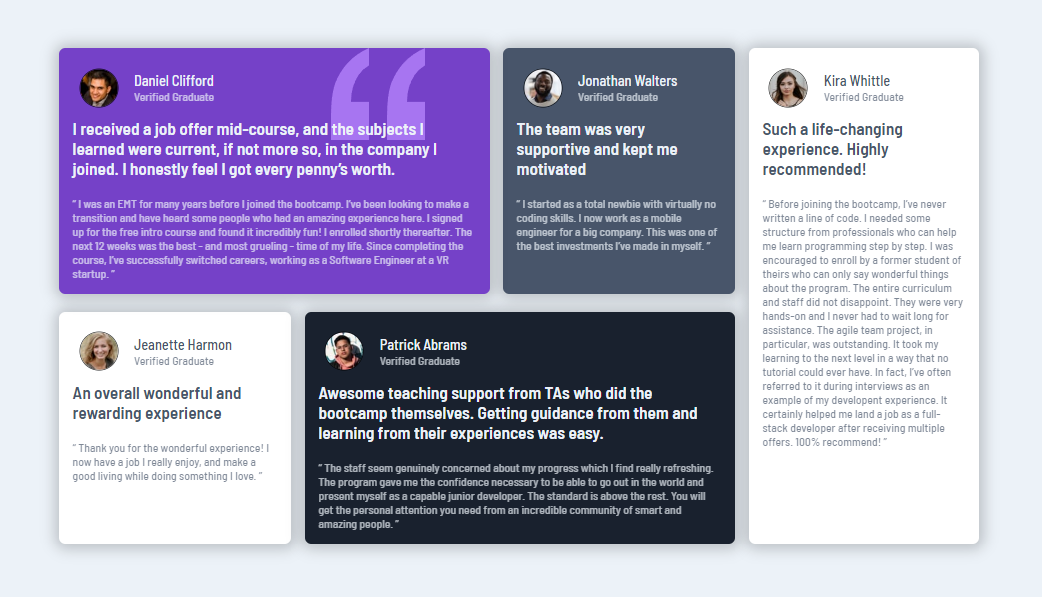 Daniel Clifford
Verified Graduate
I received a job offer mid-course, and the subjects I
learned were current, if not more so, in the company I
joined. I honestly feel I got every penny’s worth.
“ I was an EMT for many years before I joined the bootcamp. I’ve been looking to make a
transition and have heard some people who had an amazing experience here. I signed
up for the free intro course and found it incredibly fun! I enrolled shortly thereafter. The
next 12 weeks was the best - and most grueling - time of my life. Since completing the
course, I’ve successfully switched careers, working as a Software Engineer at a VR
startup. ”
Jonathan Walters
Verified Graduate
The team was very
supportive and kept me
motivated
“ I started as a total newbie with virtually no
coding skills. I now work as a mobile
engineer for a big company. This was one of
the best investments I’ve made in myself. ”
Kira Whittle
Verified Graduate
Such a life-changing
experience. Highly
recommended!
“ Before joining the bootcamp, I’ve never
written a line of code. I needed some
structure from professionals who can help
me learn programming step by step. I was
encouraged to enroll by a former student of
theirs who can only say wonderful things
about the program. The entire curriculum
and staff did not disappoint. They were very
hands-on and I never had to wait long for
assistance. The agile team project, in
particular, was outstanding. It took my
learning to the next level in a way that no
tutorial could ever have. In fact, I’ve often
referred to it during interviews as an
example of my developent experience. It
certainly helped me land a job as a full-
stack developer after receiving multiple
offers. 100% recommend! ”
Jeanette Harmon
Verified Graduate
An overall wonderful and
rewarding experience
“ Thank you for the wonderful experience! I
now have a job I really enjoy, and make a
good living while doing something I love. ”
Patrick Abrams
Verified Graduate
Awesome teaching support from TAs who did the
bootcamp themselves. Getting guidance from them and
learning from their experiences was easy.
“ The staff seem genuinely concerned about my progress which I find really refreshing.
The program gave me the confidence necessary to be able to go out in the world and
present myself as a capable junior developer. The standard is above the rest. You will
get the personal attention you need from an incredible community of smart and
amazing people. ”